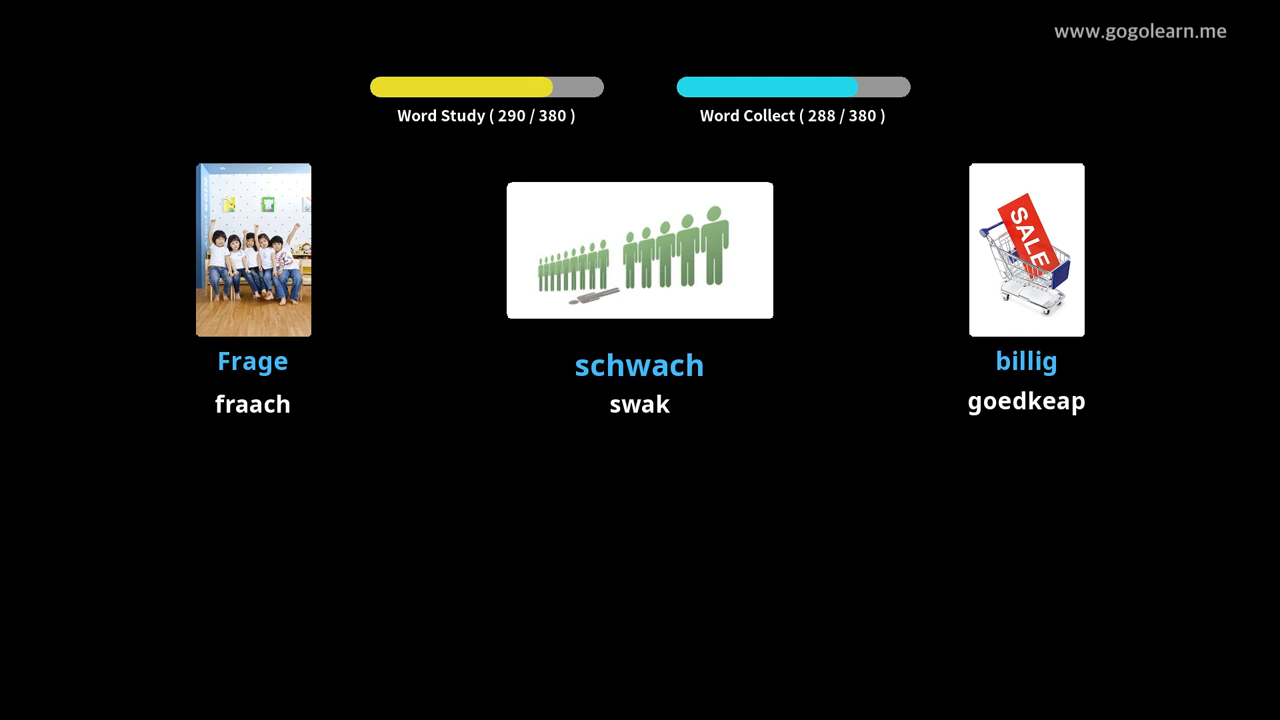 www.gogolearn.me
Word Study ( 290 / 380 )
Word Collect ( 288 / 380 )
SALE
Frage
schwach
billig
fraach
swak
goedkeap